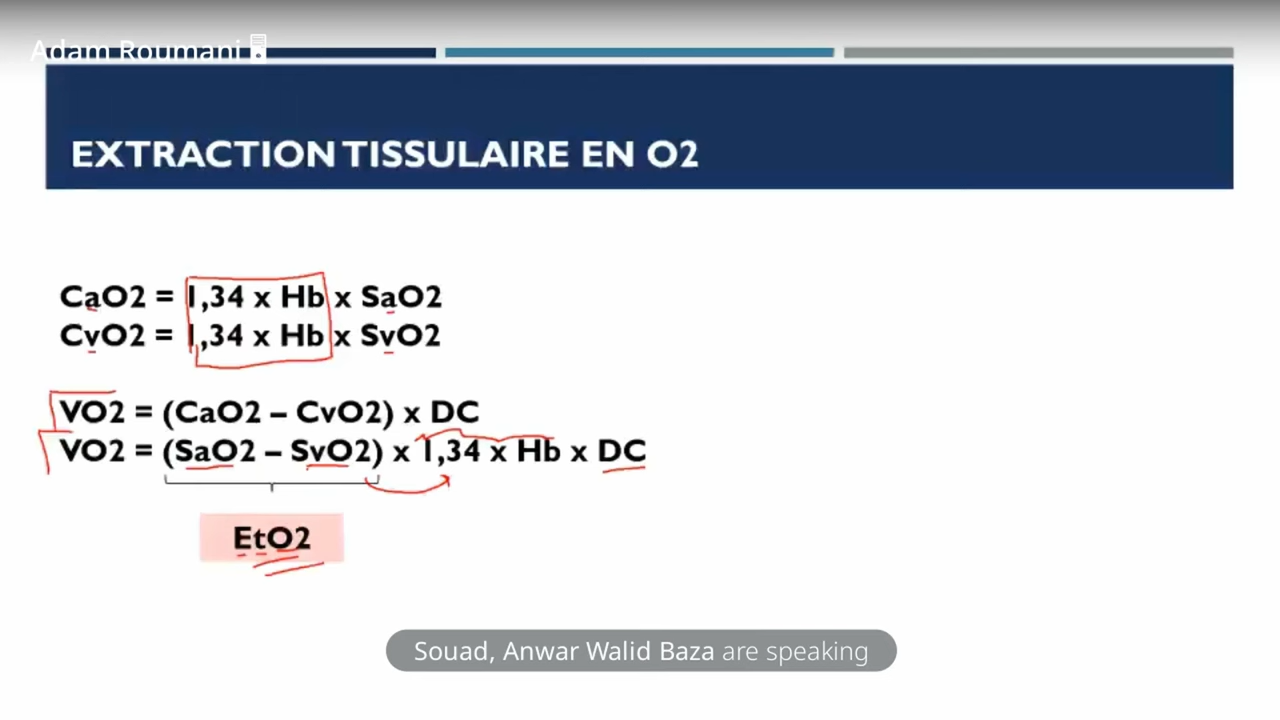 Adam Roumani
EXTRACTION TISSULAIRE EN O2
CaO2 = 1,34 x Hb x SaO2
CvO2 = 1,34 x Hb x SvO2
VO2 = (CaO2 – CvO2) x DC
VO2 = (SaO2 – SvO2) x 1,34 x Hb x DC
EtO2
Souad, Anwar Walid Baza are speaking